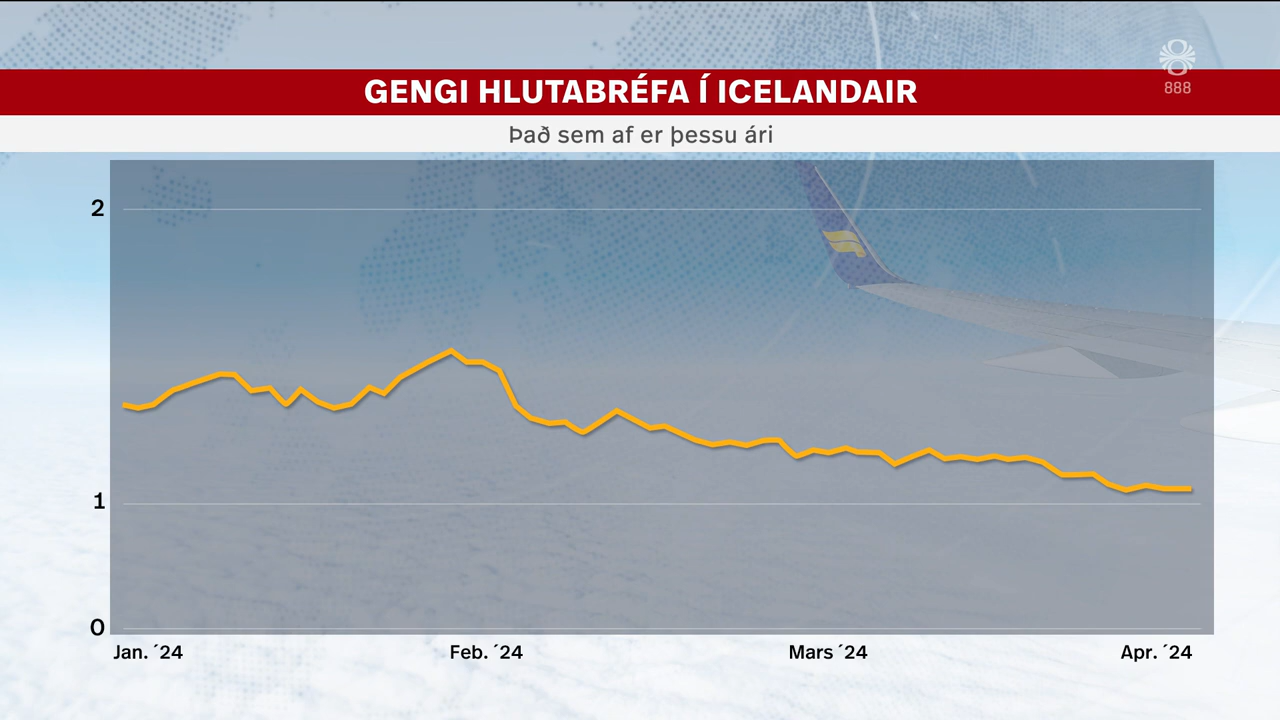 888
GENGI HLUTABRÉFA Í ICELANDAIR
Það sem af er þessu ári
2
1
0
Jan. ´24
Feb. ´24
Mars ´24
Apr. ´24